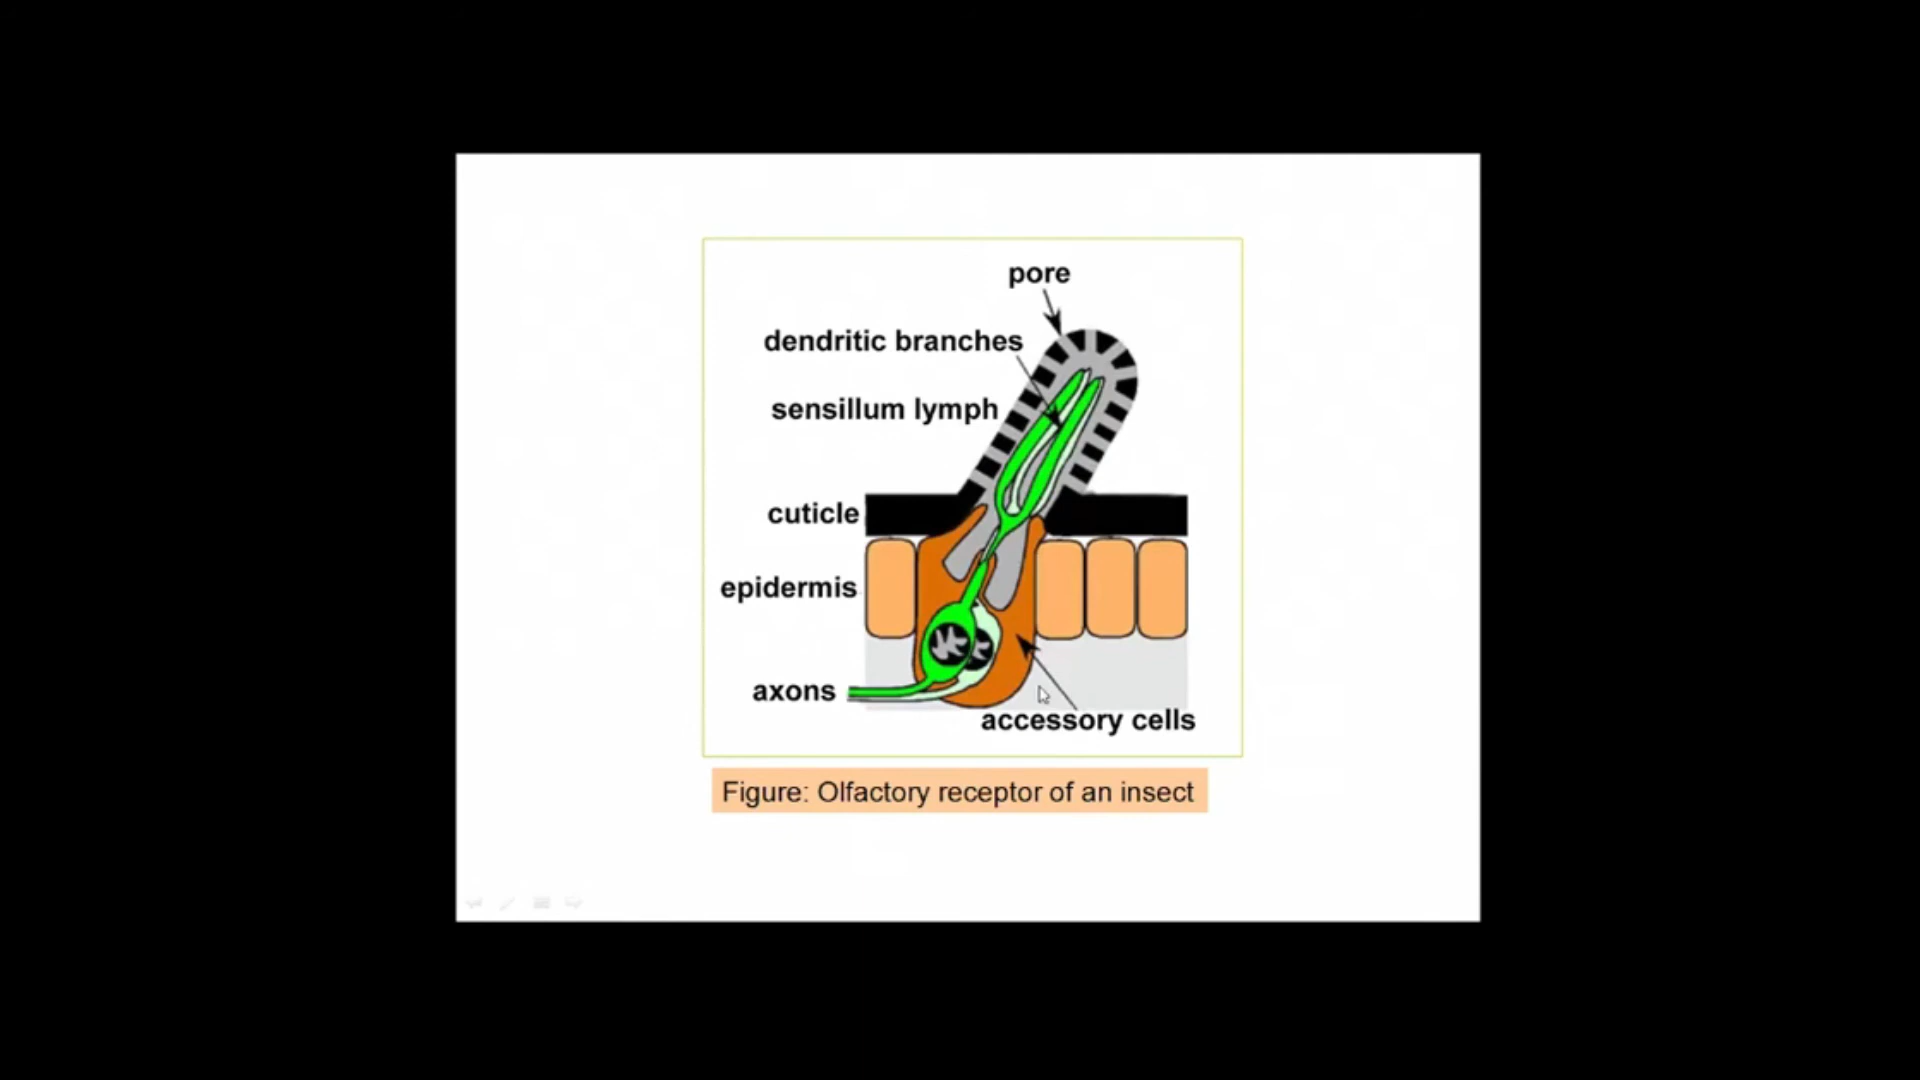 pore
dendritic branches
sensillum lymph
cuticle
epidermis
axons
accessory cells
Figure: Olfactory receptor of an insect